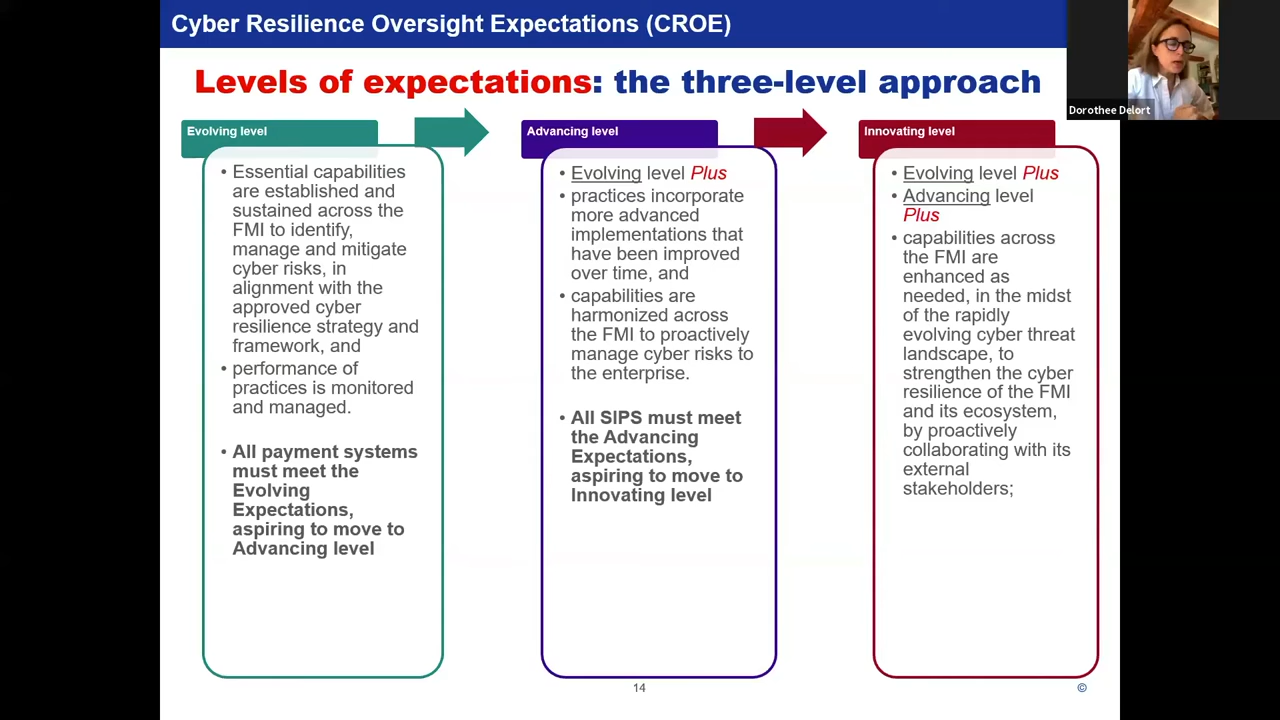 Cyber Resilience Oversight Expectations (CROE)
Dorothee Delort
Levels of expectations: the three-level approach
Evolving level
• Essential capabilities
are established and
sustained across the
FMI to identify,
manage and mitigate
cyber risks, in
alignment with the
approved cyber
resilience strategy and
framework, and
• performance of
practices is monitored
and managed.
• All payment systems
must meet the
Evolving
Expectations,
aspiring to move to
Advancing level
Advancing level
• Evolving level Plus
• practices incorporate
more advanced
implementations that
have been improved
over time, and
• capabilities are
harmonized across
the FMI to proactively
manage cyber risks to
the enterprise.
• All SIPS must meet
the Advancing
Expectations,
aspiring to move to
Innovating level
Innovating level
• Evolving level Plus
• Advancing level
Plus
• capabilities across
the FMI are
enhanced as
needed, in the midst
of the rapidly
evolving cyber threat
landscape, to
strengthen the cyber
resilience of the FMI
and its ecosystem,
by proactively
collaborating with its
external
stakeholders;
14
©